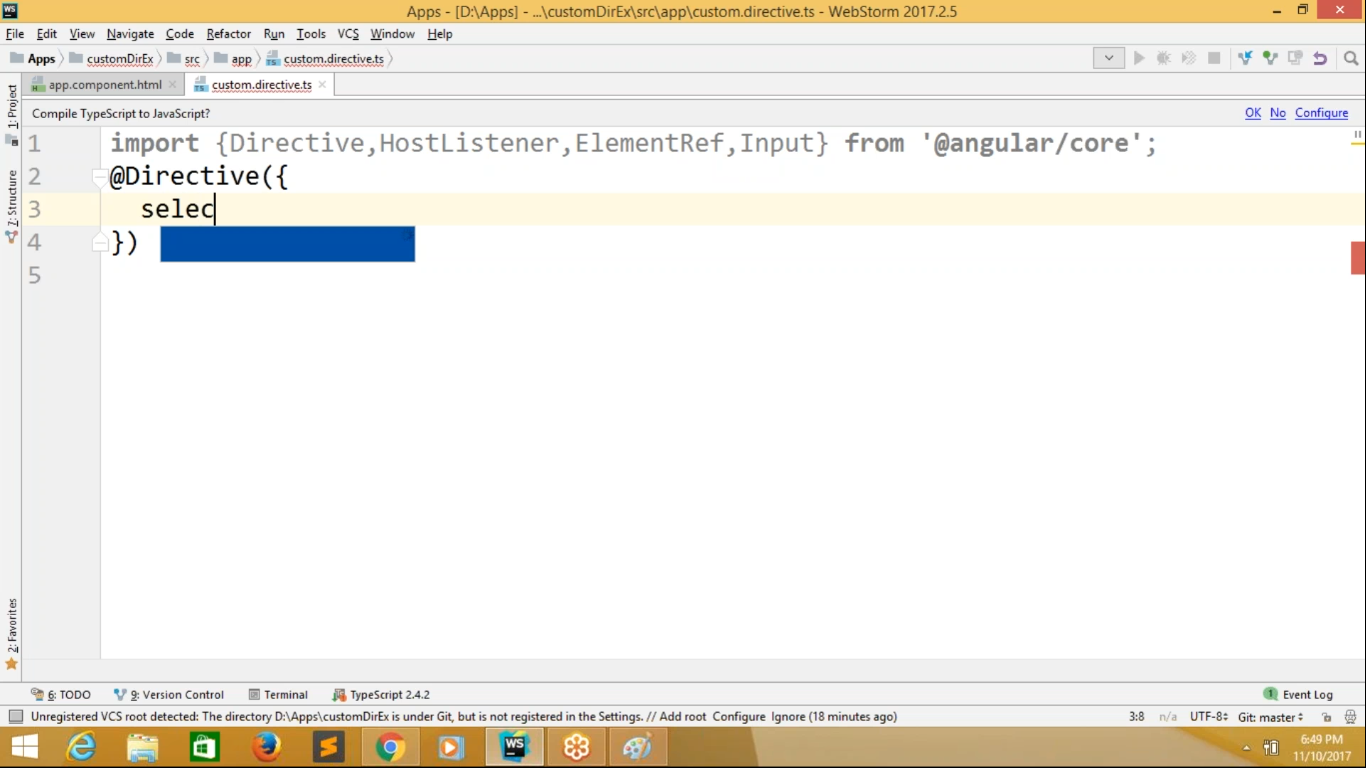 WS
Apps - [D:\Apps] - ...\customDirEx\src\app\custom.directive.ts - WebStorm 2017.2.5
File Edit View Navigate Code Refactor Run Tools VCS Window Help
Apps customDirEx src app custom.directive.ts
app.component.html custom.directive.ts
1: Project
Compile TypeScript to JavaScript? OK No Configure
1 import {Directive,HostListener,ElementRef,Input} from '@angular/core';
2 @Directive({
3 selec
4 })
5
7: Structure
2: Favorites
6: TODO 9: Version Control Terminal TypeScript 2.4.2 1 Event Log
Unregistered VCS root detected: The directory D:\Apps\customDirEx is under Git, but is not registered in the Settings. // Add root Configure Ignore (18 minutes ago) 3:8 n/a UTF-8 Git: master
WS
6:49 PM
11/10/2017